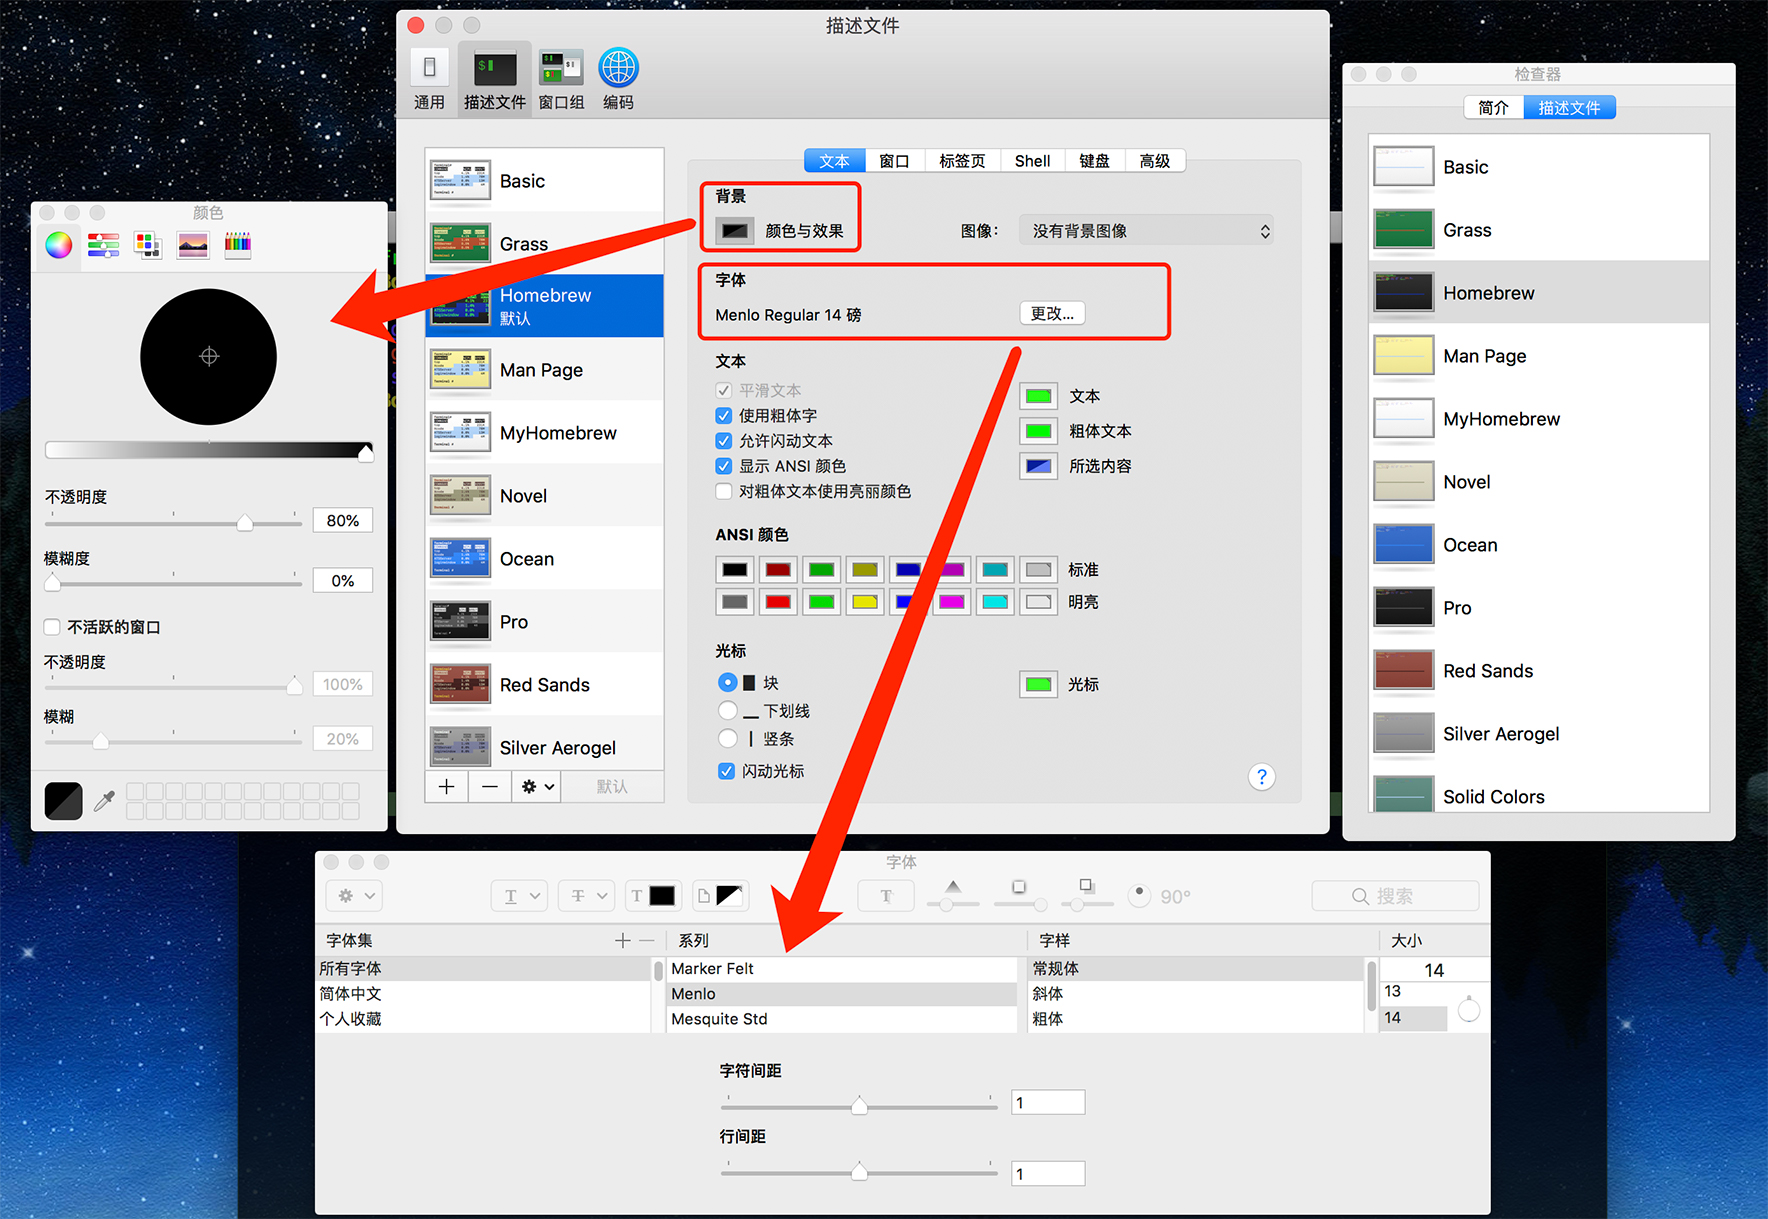 描述文件
通用
描述文件
窗口组
编码
Basic
Grass
Homebrew
默认
Man Page
MyHomebrew
Novel
Ocean
Pro
Red Sands
Silver Aerogel
默认
文本
窗口
标签页
Shell
键盘
高级
背景
颜色与效果
图像：
没有背景图像
字体
Menlo Regular 14 磅
更改...
文本
平滑文本
使用粗体字
允许闪动文本
显示 ANSI 颜色
对粗体文本使用亮丽颜色
文本
粗体文本
所选内容
ANSI 颜色
标准
明亮
光标
块
下划线
竖条
闪动光标
光标
?
颜色
不透明度
80%
模糊度
0%
不活跃的窗口
不透明度
100%
模糊
20%
检查器
简介
描述文件
Basic
Grass
Homebrew
Man Page
MyHomebrew
Novel
Ocean
Pro
Red Sands
Silver Aerogel
Solid Colors
字体
T
T
T
T
90°
搜索
字体集
系列
字样
大小
所有字体
简体中文
个人收藏
Marker Felt
Menlo
Mesquite Std
常规体
斜体
粗体
14
13
14
字符间距
1
行间距
1